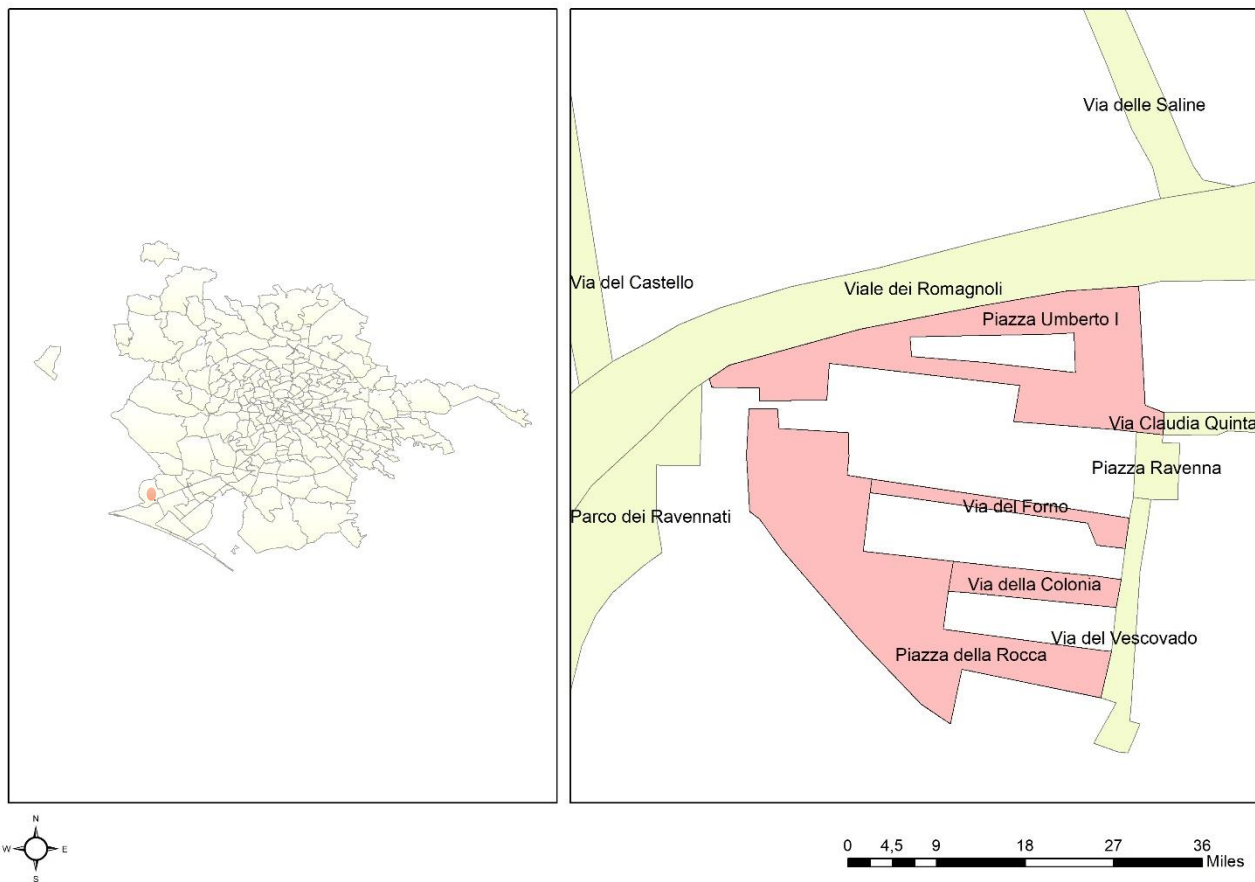 Via delle Saline
Via del Castello
Viale dei Romagnoli
Piazza Umberto I
Via Claudia Quinta
Piazza Ravenna
Via del Forno
Parco dei Ravennati
Via della Colonia
Via del Vescovado
Piazza della Rocca
N
W E
S
0 4,5 9 18 27 36
Miles